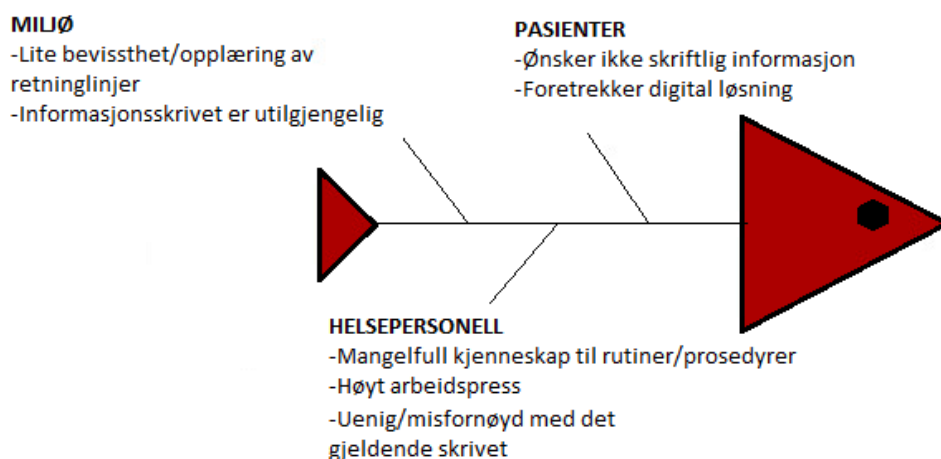 MILJØ
-Lite bevissthet/opplæring av
retninglinjer
-Informasjonsskrivet er utilgjengelig
PASIENTER
-Ønsker ikke skriftlig informasjon
-Foretrekker digital løsning
HELSEPERSONELL
-Mangelfull kjenneskap til rutiner/prosedyrer
-Høyt arbeidspress
-Uenig/misfornøyd med det
gjeldende skrivet